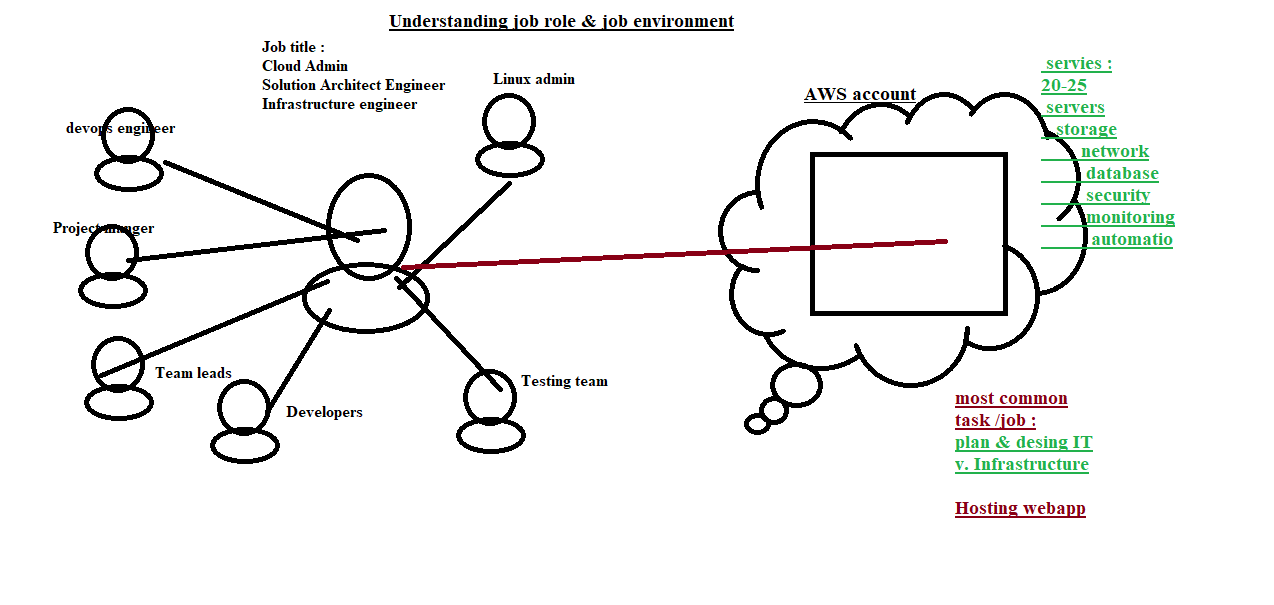 Understanding job role & job environment
Job title :
Cloud Admin
Solution Architect Engineer
Infrastructure engineer
Linux admin
devops engineer
Project manger
Team leads
Developers
Testing team
AWS account
servies :
20-25
servers
storage
network
database
security
monitoring
automatio
most common
task /job :
plan & desing IT
v. Infrastructure
Hosting webapp